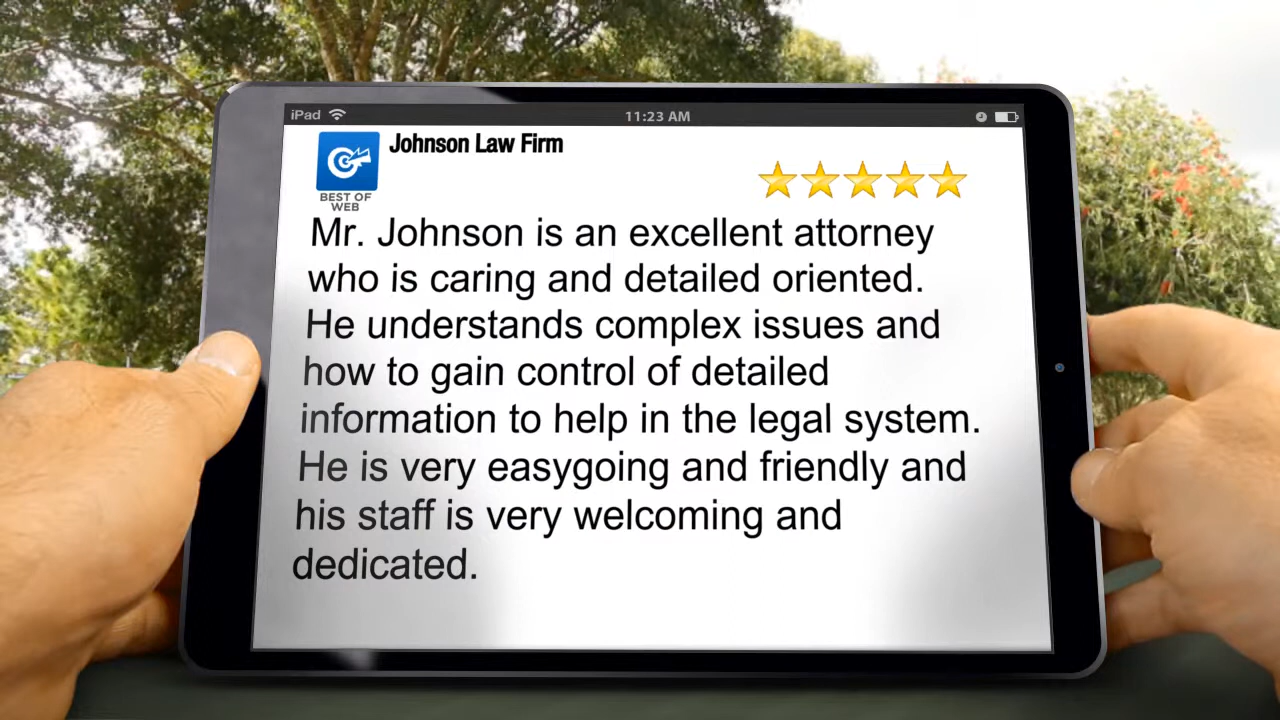 iPad 11:23 AM
Johnson Law Firm
BEST OF
WEB
Mr. Johnson is an excellent attorney
who is caring and detailed oriented.
He understands complex issues and
how to gain control of detailed
information to help in the legal system.
He is very easygoing and friendly and
his staff is very welcoming and
dedicated.